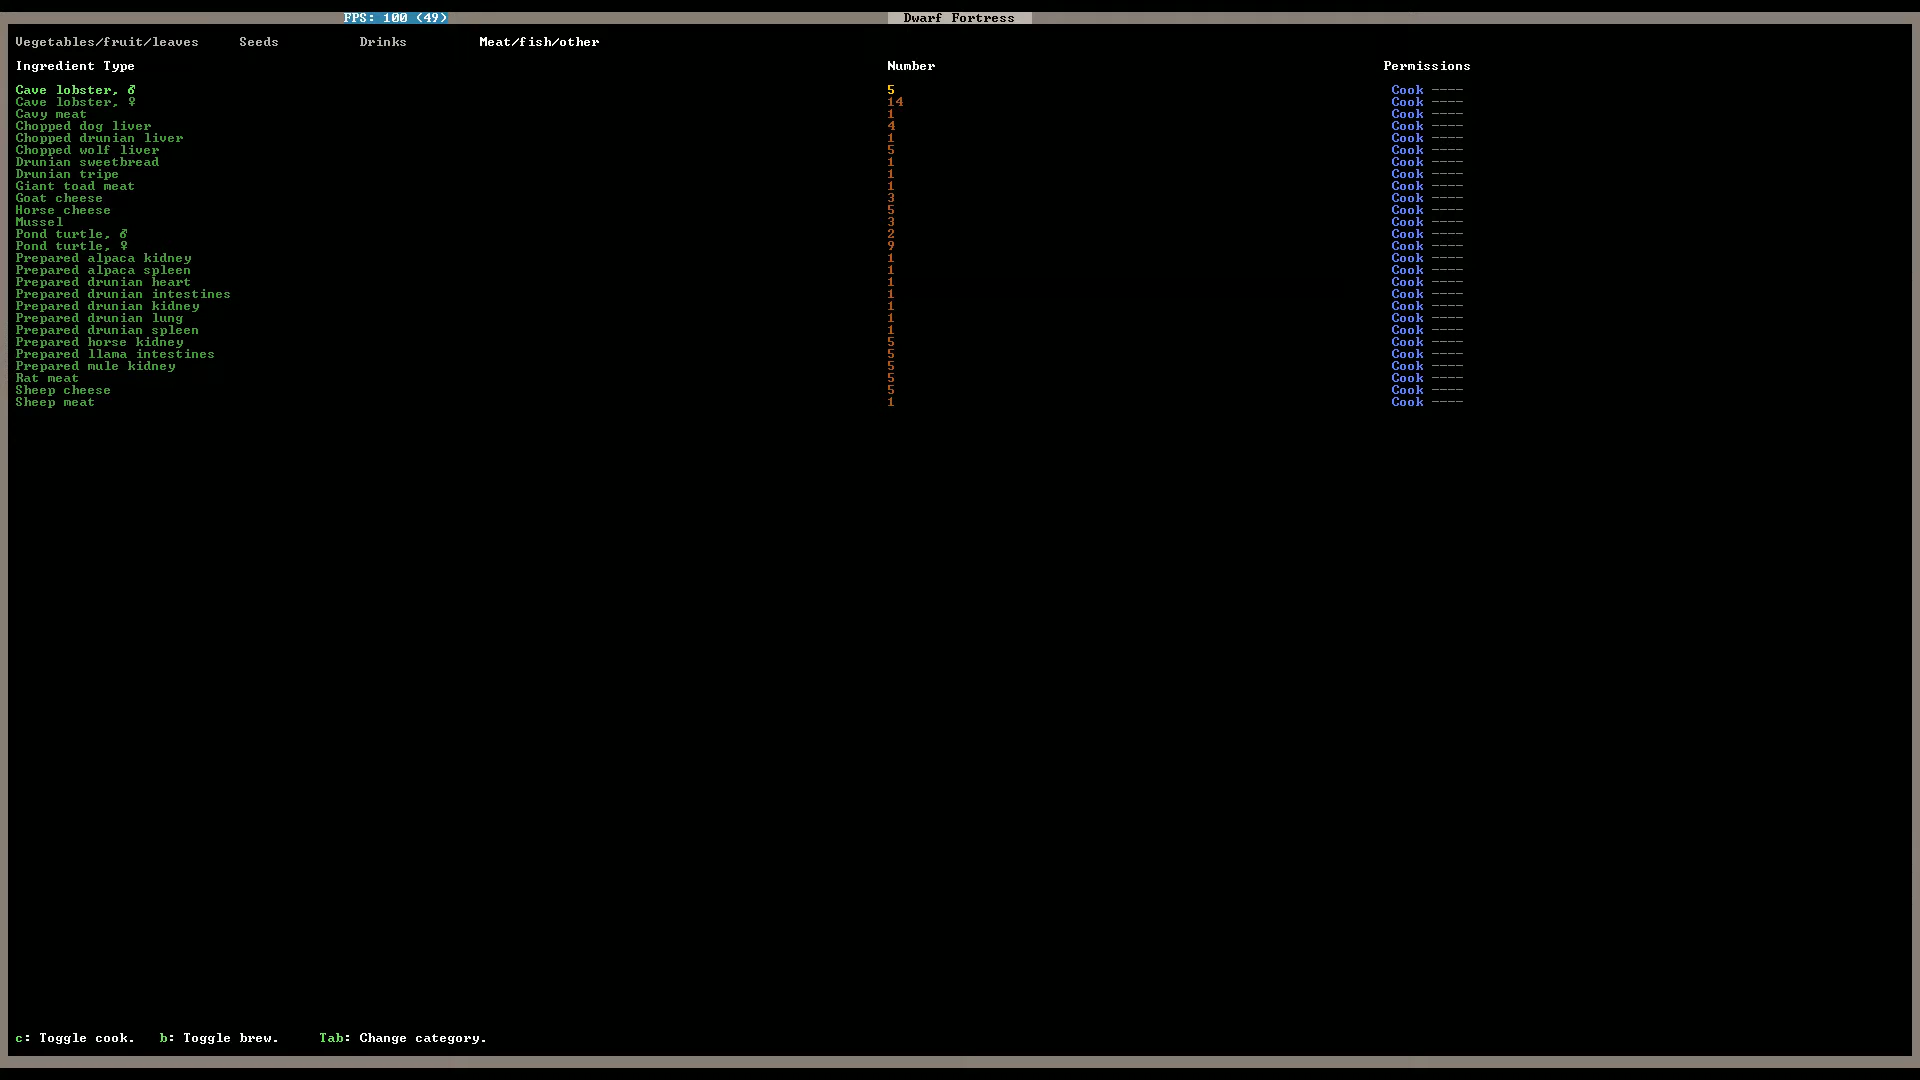 FPS: 100 (49) Dwarf Fortress
Vegetables/fruit/leaves Seeds Drinks Meat/fish/other
Ingredient Type Number Permissions
Cave lobster, ♂ 5 Cook ----
Cave lobster, ♀ 14 Cook ----
Cavy meat 1 Cook ----
Chopped dog liver 4 Cook ----
Chopped drunian liver 1 Cook ----
Chopped wolf liver 5 Cook ----
Drunian sweetbread 1 Cook ----
Drunian tripe 1 Cook ----
Giant toad meat 1 Cook ----
Goat cheese 3 Cook ----
Horse cheese 5 Cook ----
Mussel 3 Cook ----
Pond turtle, ♂ 2 Cook ----
Pond turtle, ♀ 9 Cook ----
Prepared alpaca kidney 1 Cook ----
Prepared alpaca spleen 1 Cook ----
Prepared drunian heart 1 Cook ----
Prepared drunian intestines 1 Cook ----
Prepared drunian kidney 1 Cook ----
Prepared drunian lung 1 Cook ----
Prepared drunian spleen 1 Cook ----
Prepared horse kidney 5 Cook ----
Prepared llama intestines 5 Cook ----
Prepared mule kidney 5 Cook ----
Rat meat 5 Cook ----
Sheep cheese 5 Cook ----
Sheep meat 1 Cook ----
c: Toggle cook. b: Toggle brew. Tab: Change category.